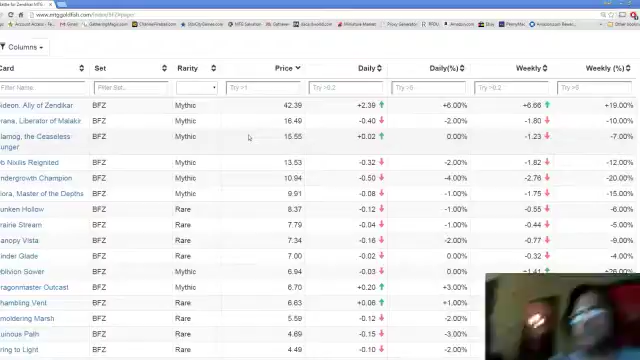 www.mtggoldfish.com/index/BFZ#paper
Columns
Card Set Rarity Price Daily Daily(%) Weekly Weekly (%)
Filter Name Filter Set... Try >1 Try >0.2 Try >5 Try >0.2 Try >5
ideon, Ally of Zendikar BFZ Mythic 42.39 +2.39 +6.00% +6.66 +19.00%
rana, Liberator of Malakir BFZ Mythic 16.49 -0.40 -2.00% -1.80 -10.00%
lamog, the Ceaseless BFZ Mythic 15.55 +0.02 0.00% -1.23 -7.00%
unger
b Nixilis Reignited BFZ Mythic 13.53 -0.32 -2.00% -1.82 -12.00%
ndergrowth Champion BFZ Mythic 10.94 -0.50 -4.00% -2.76 -20.00%
iora, Master of the Depths BFZ Mythic 9.91 -0.08 -1.00% -1.75 -15.00%
unken Hollow BFZ Rare 8.37 -0.12 -1.00% -0.55 -6.00%
raine Stream BFZ Rare 7.79 -0.04 -1.00% -0.44 -5.00%
anopy Vista BFZ Rare 7.34 -0.16 -2.00% -0.77 -9.00%
inder Glade BFZ Rare 7.00 -0.02 0.00% -0.32 -4.00%
blivion Sower BFZ Mythic 6.94 -0.03 0.00% +1.41 +26.00%
ragonmaster Outcast BFZ Mythic 6.70 +0.20 +3.00%
hambling Vent BFZ Rare 6.63 +0.06 +1.00%
moldering Marsh BFZ Rare 5.59 -0.12 -2.00%
uinous Path BFZ Rare 4.69 -0.15 -3.00%
ring to Light BFZ Rare 4.49 -0.10 -2.00%